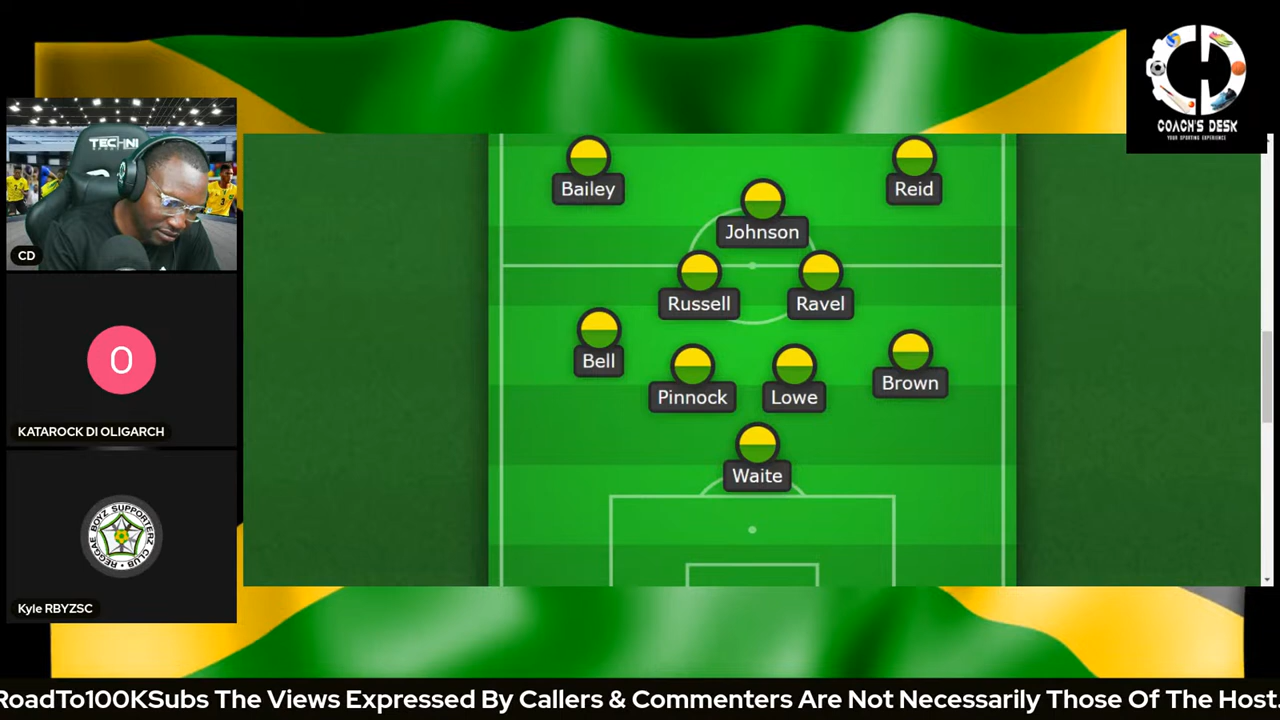 CD
COACH'S DESK
YOUR SPORTING EXPERIENCE
TECHNI
CD
O
KATAROCK DI OLIGARCH
REGGAE BOYZ SUPPORTERZ CLUB
Kyle RBYZSC
Bailey
Reid
Johnson
Russell
Ravel
Bell
Brown
Pinnock
Lowe
Waite
RoadTo100KSubs The Views Expressed By Callers & Commenters Are Not Necessarily Those Of The Host.